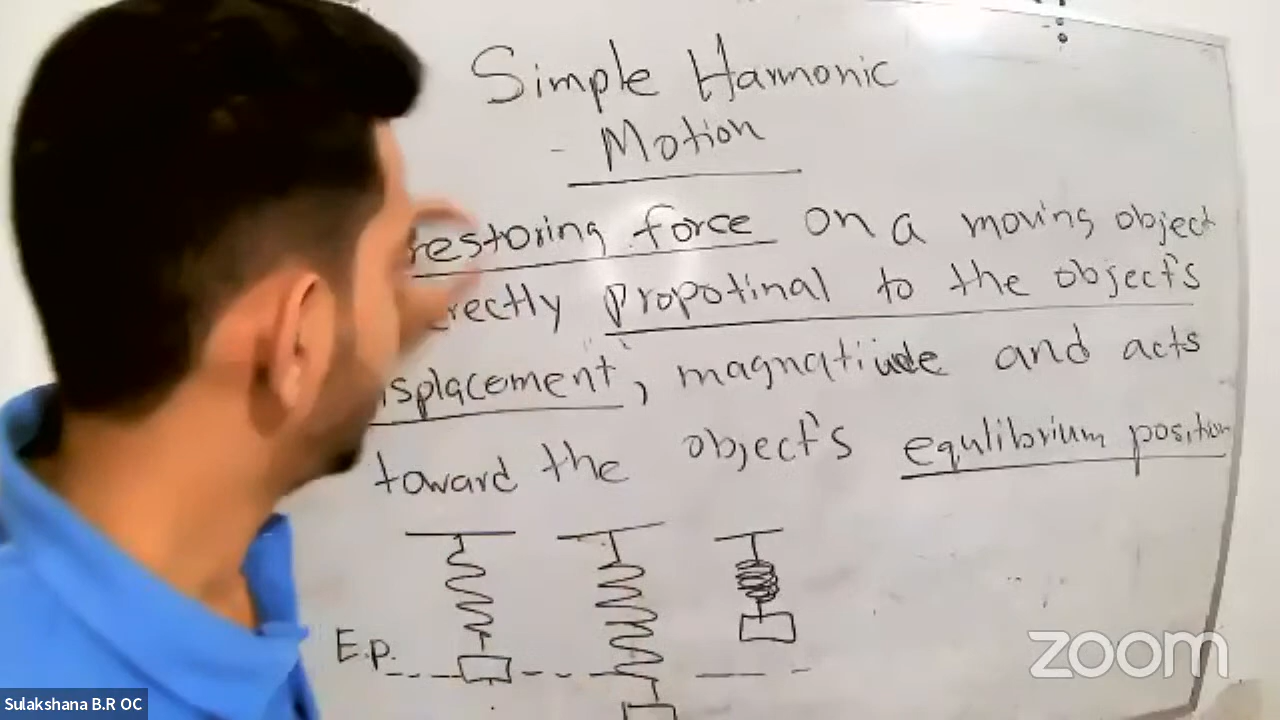 Simple Harmonic
- Motion
restoring force on a moving object
rectly propotinal to the object's
isplacement, magnatiude and acts
toward the object's equlibrium position
E.p.
zoom
Sulakshana B.R OC